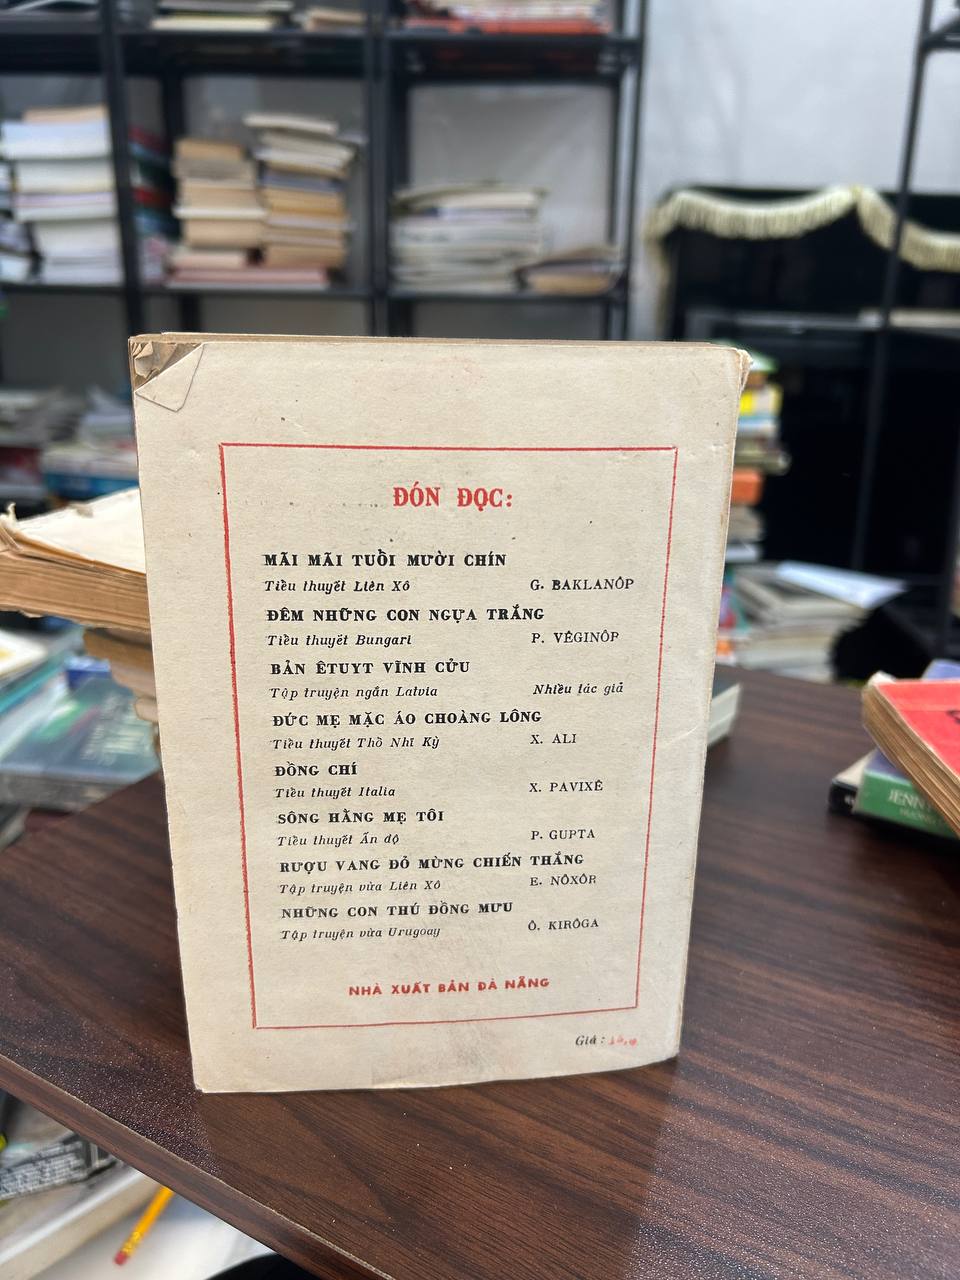 ĐÓN ĐỌC:
MÃI MÃI TUỔI MƯỜI CHÍN
Tiểu thuyết Liên Xô G. BAKLANÔP
ĐÊM NHỮNG CON NGỰA TRẮNG
Tiểu thuyết Bungari P. VÊGINÔP
BẢN ÊTUYT VĨNH CỬU
Tập truyện ngắn Latvia Nhiều tác giả
ĐỨC MẸ MẶC ÁO CHOÀNG LÔNG
Tiểu thuyết Thổ Nhĩ Kỳ X. ALI
ĐỒNG CHÍ
Tiểu thuyết Italia X. PAVIXÊ
SÔNG HẰNG MẸ TÔI
Tiểu thuyết Ấn độ P. GUPTA
RƯỢU VANG ĐỎ MỪNG CHIẾN THẮNG
Tập truyện vừa Liên Xô E. NÔXÔP
NHỮNG CON THÚ ĐỒNG MƯU
Tập truyện vừa Urugoay Ô. KIRÔGA
NHÀ XUẤT BẢN ĐÀ NẴNG
Giá:
JENN